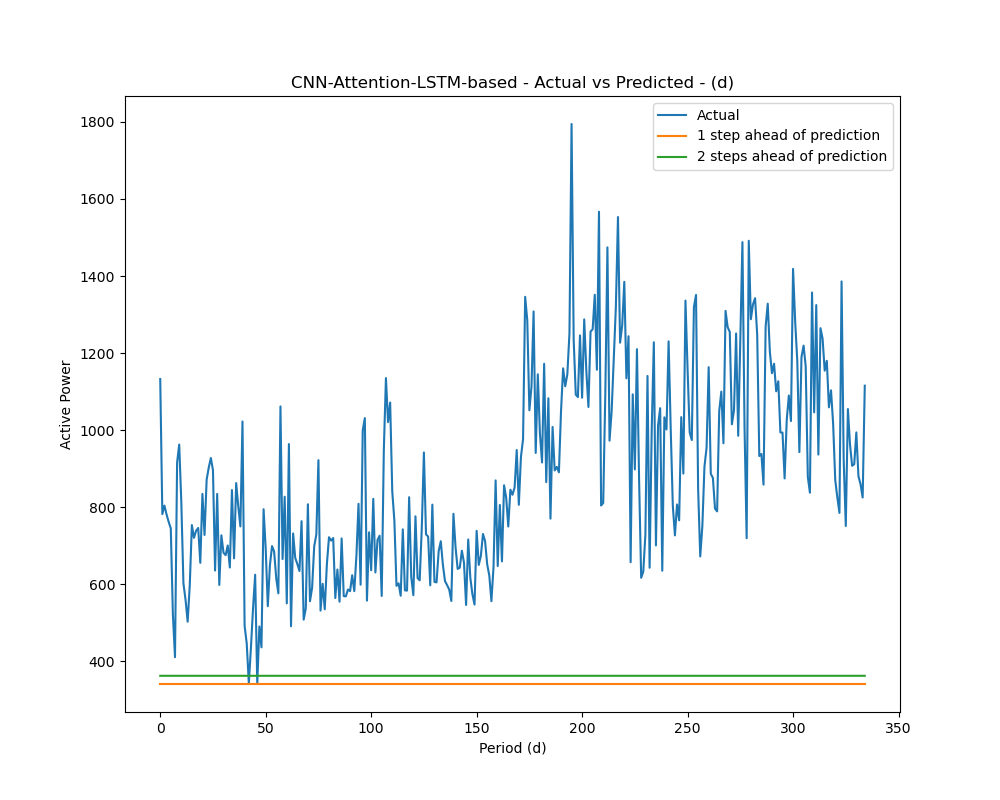 CNN-Attention-LSTM-based - Actual vs Predicted - (d)
Actual
1 step ahead of prediction
2 steps ahead of prediction
1800
1600
1400
1200
1000
800
600
400
Active Power
0 50 100 150 200 250 300 350
Period (d)